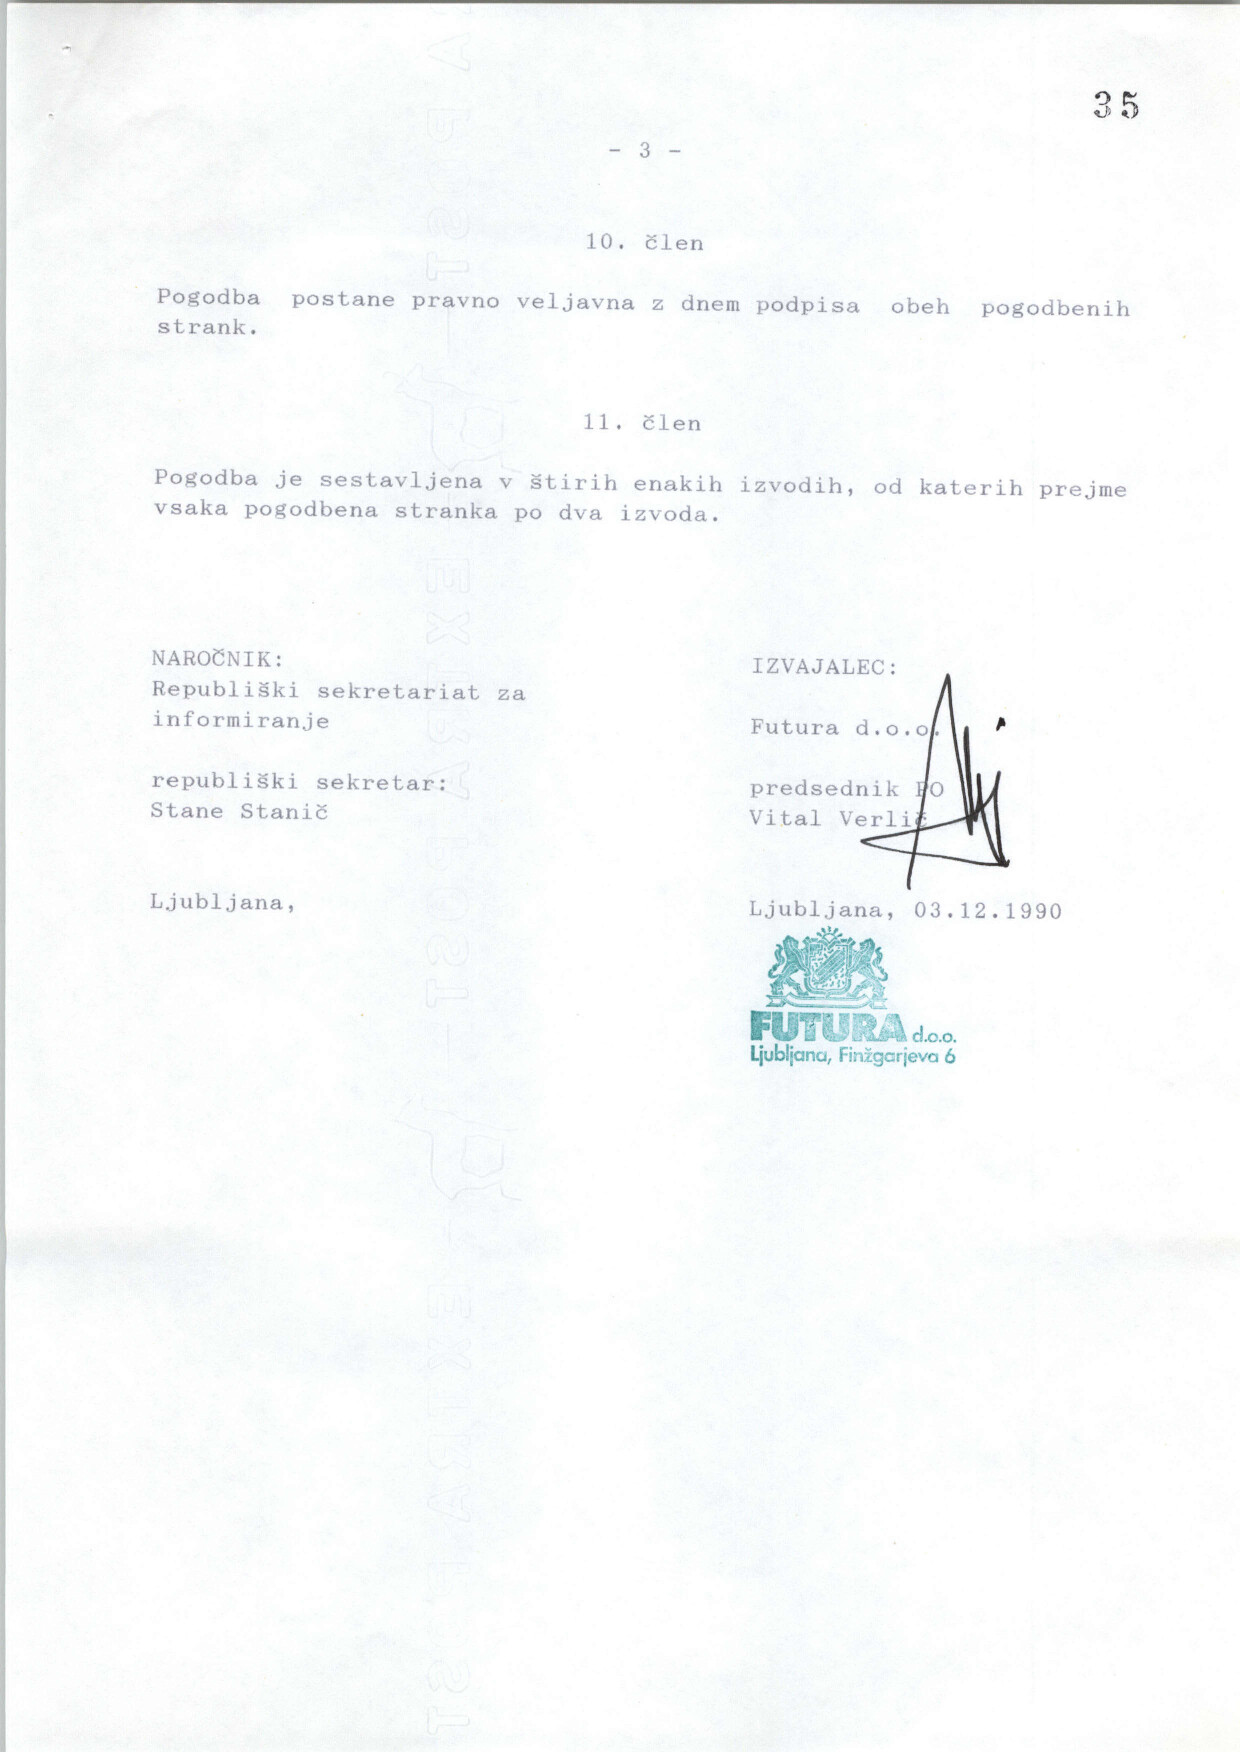 35
- 3 -
10. člen
Pogodba postane pravno veljavna z dnem podpisa obeh pogodbenih
strank.
11. člen
Pogodba je sestavljena v štirih enakih izvodih, od katerih prejme
vsaka pogodbena stranka po dva izvoda.
NAROČNIK:
Republiški sekretariat za
informiranje
republiški sekretar:
Stane Stanič
Ljubljana,
IZVAJALEC:
Futura d.o.o.
predsednik PO
Vital Verlič
Ljubljana, 03.12.1990
FUTURA d.o.o.
Ljubljana, Finžgarjeva 6